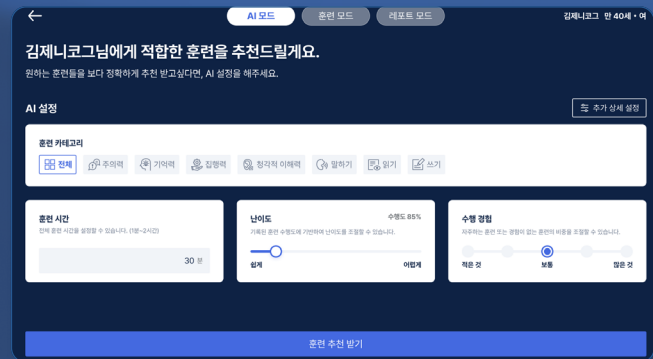 AI 모드
훈련 모드
레포트 모드
김제니코그 만 40세 • 여
김제니코그님에게 적합한 훈련을 추천드릴게요.
원하는 훈련들을 보다 정확하게 추천 받고싶다면, AI 설정을 해주세요.
AI 설정
추가 상세 설정
훈련 카테고리
전체
주의력
기억력
집행력
청각적 이해력
말하기
읽기
쓰기
훈련 시간
전체 훈련 시간을 설정할 수 있습니다. (1분~2시간)
30 분
난이도
수행도 85%
기록된 훈련 수행도에 기반하여 난이도를 조절할 수 있습니다.
쉽게
어렵게
수행 경험
자주하는 훈련 또는 경험이 없는 훈련의 비중을 조절할 수 있습니다.
적은 것
보통
많은 것
훈련 추천 받기